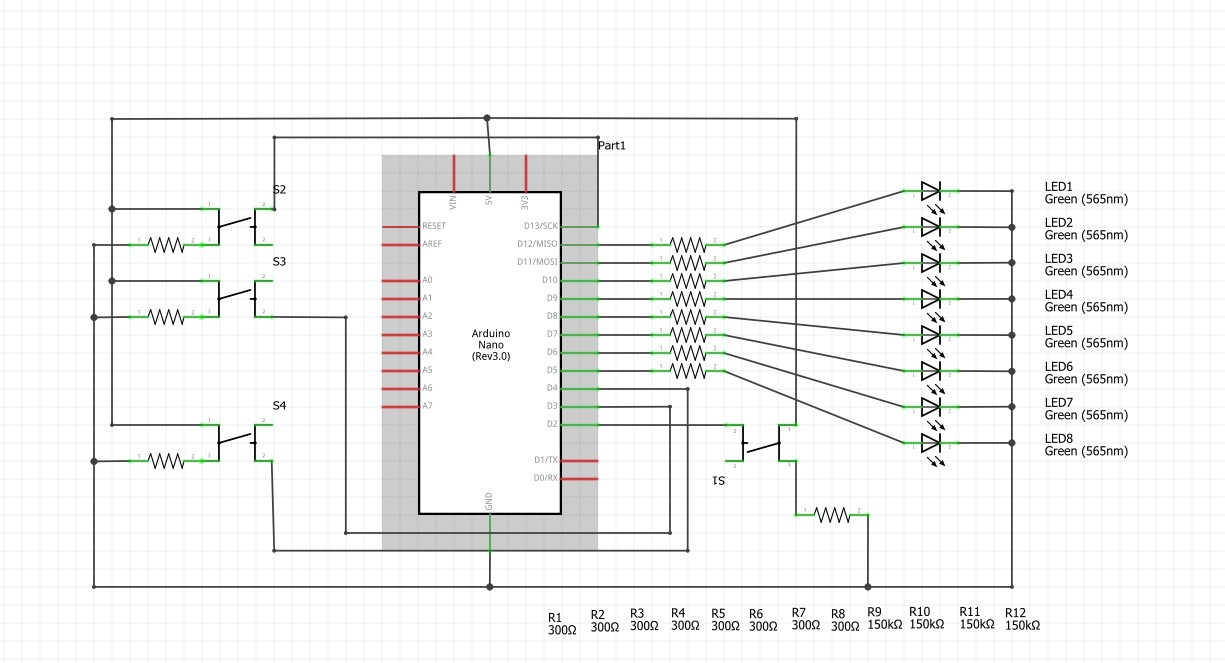 Part1
S2
S3
S4
VIN
5V
3V3
RESET
AREF
A0
A1
A2
A3
A4
A5
A6
A7
Arduino
Nano
(Rev3.0)
D13/SCK
D12/MISO
D11/MOSI
D10
D9
D8
D7
D6
D5
D4
D3
D2
D1/TX
D0/RX
GND
S1
LED1
Green (565nm)
LED2
Green (565nm)
LED3
Green (565nm)
LED4
Green (565nm)
LED5
Green (565nm)
LED6
Green (565nm)
LED7
Green (565nm)
LED8
Green (565nm)
R1
300Ω
R2
300Ω
R3
300Ω
R4
300Ω
R5
300Ω
R6
300Ω
R7
300Ω
R8
300Ω
R9
150kΩ
R10
150kΩ
R11
150kΩ
R12
150kΩ